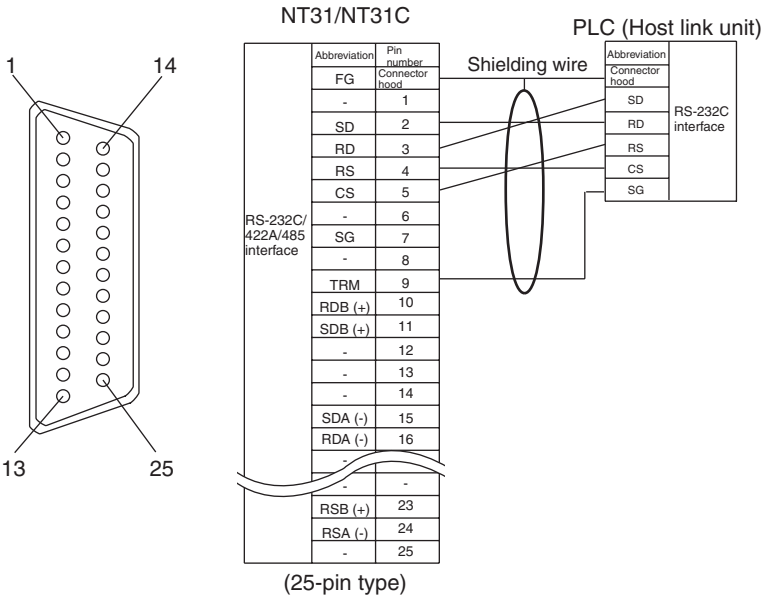 NT31/NT31C
PLC (Host link unit)
1
14
13
25
Abbreviation
Pin number
FG
Connector hood
-
1
SD
2
RD
3
RS
4
CS
5
-
6
SG
7
-
8
TRM
9
RDB (+)
10
SDB (+)
11
-
12
-
13
-
14
SDA (-)
15
RDA (-)
16
-
-
-
-
RSB (+)
23
RSA (-)
24
-
25
RS-232C/
422A/485
interface
Shielding wire
Abbreviation
Connector
hood
SD
RD
RS
CS
SG
RS-232C
interface
(25-pin type)